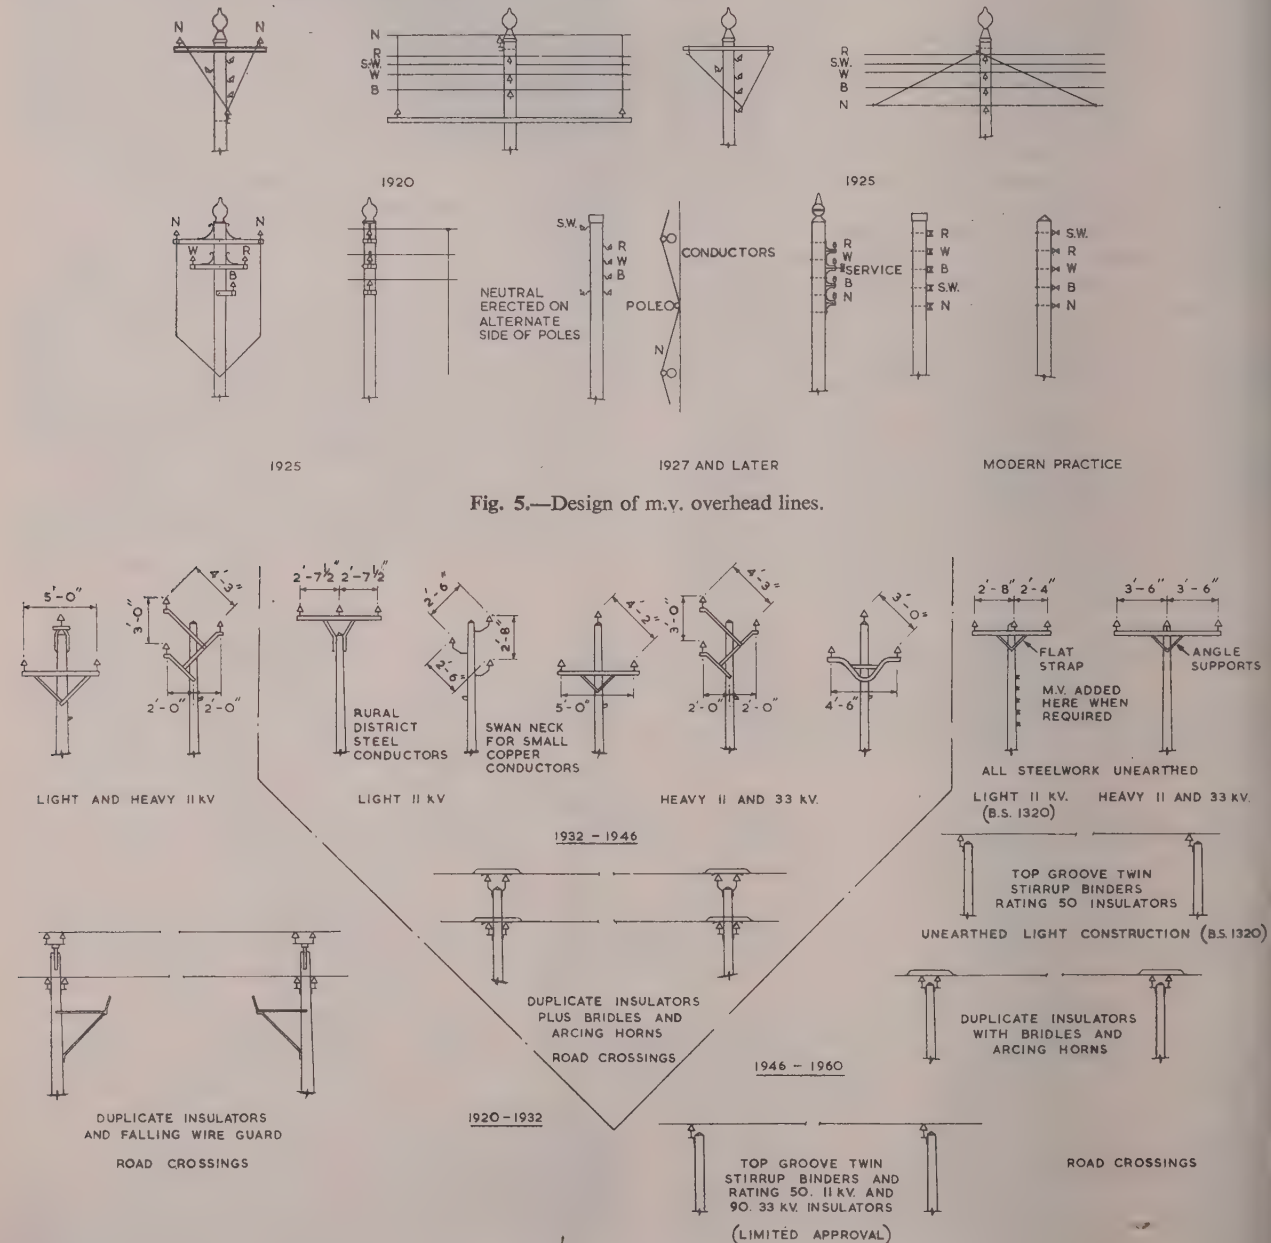 N N
N
R
S.W.
W
B
R
S.W.
W
B
N
1920
1925
N N
W R
B
NEUTRAL
ERECTED ON
ALTERNATE
SIDE OF POLES
S.W.
R
W
B
CONDUCTORS
POLE
N
R
W
SERVICE
B
N
R
W
B
S.W.
N
S.W.
R
W
B
N
1925
1927 AND LATER
MODERN PRACTICE
Fig. 5.—Design of m.v. overhead lines.
5'-0"
3'-0"
4'-3"
2'-0" 2'-0"
LIGHT AND HEAVY 11 KV
2'-7½" 2'-7½"
RURAL
DISTRICT
STEEL
CONDUCTORS
2'-6"
2'-8"
2'-6"
SWAN NECK
FOR SMALL
COPPER
CONDUCTORS
LIGHT 11 KV
4'-2"
5'-0"
3'-0"
4'-3"
2'-0" 2'-0"
3'-0"
4'-6"
HEAVY 11 AND 33 KV.
1932 - 1946
2'-8" 2'-4"
FLAT
STRAP
M.V. ADDED
HERE WHEN
REQUIRED
3'-6" 3'-6"
ANGLE
SUPPORTS
ALL STEELWORK UNEARTHED
LIGHT 11 KV. HEAVY 11 AND 33 KV.
(B.S. 1320)
TOP GROOVE TWIN
STIRRUP BINDERS
RATING 50 INSULATORS
UNEARTHED LIGHT CONSTRUCTION (B.S. 1320)
DUPLICATE INSULATORS
PLUS BRIDLES AND
ARCING HORNS
ROAD CROSSINGS
DUPLICATE INSULATORS
WITH BRIDLES AND
ARCING HORNS
1946 - 1960
1920-1932
DUPLICATE INSULATORS
AND FALLING WIRE GUARD
ROAD CROSSINGS
TOP GROOVE TWIN
STIRRUP BINDERS AND
RATING 50. 11 KV. AND
90. 33 KV. INSULATORS
(LIMITED APPROVAL)
ROAD CROSSINGS